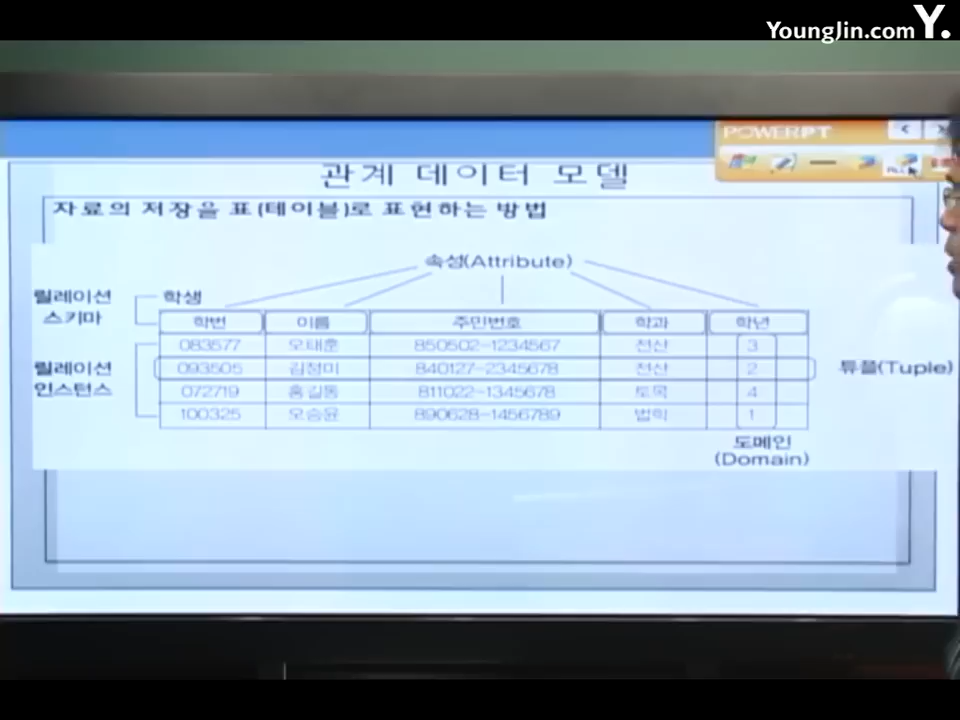 YoungJin.com Y.
POWERPT
관계 데이터 모델
자료의 저장을 표(테이블)로 표현하는 방법
속성(Attribute)
릴레이션 스키마
학생
학번 이름 주민번호 학과 학년
083577 오태훈 850502-1234567 전산 3
릴레이션 인스턴스
093505 김정미 840127-2345678 전산 2
튜플(Tuple)
072719 홍길동 811022-1345678 토목 4
100325 오승윤 890628-1456789 법학 1
도메인
(Domain)